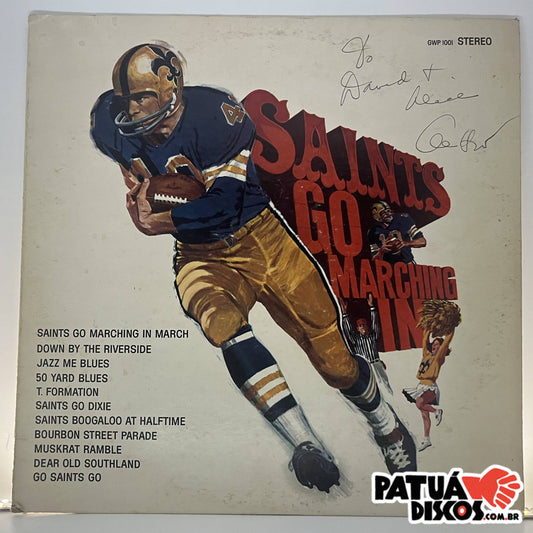 GWP 1001 STEREO
To
David +
SAINTS
GO
MARCHING
IN
SAINTS GO MARCHING IN MARCH
DOWN BY THE RIVERSIDE
JAZZ ME BLUES
50 YARD BLUES
T. FORMATION
SAINTS GO DIXIE
SAINTS BOOGALOO AT HALFTIME
BOURBON STREET PARADE
MUSKRAT RAMBLE
DEAR OLD SOUTHLAND
GO SAINTS GO
PATUÁ
DISCOS.COM.BR